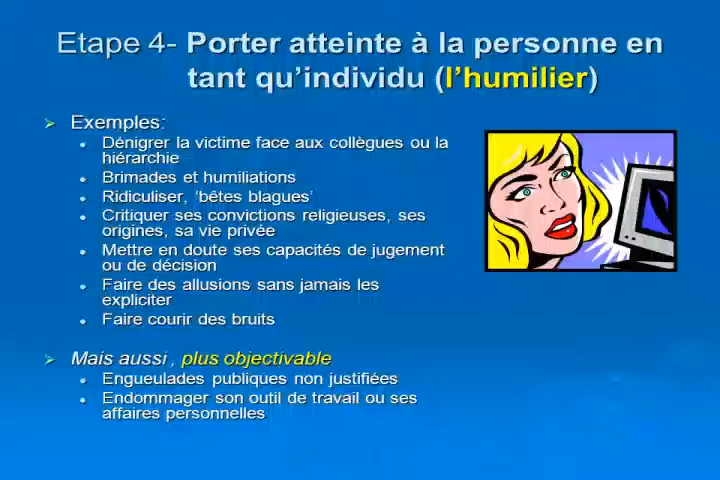 Etape 4- Porter atteinte à la personne en
tant qu’individu (l’humilier)
Exemples:
Dénigrer la victime face aux collègues ou la
hiérarchie
Brimades et humiliations
Ridiculiser, ‘bêtes blagues’
Critiquer ses convictions religieuses, ses
origines, sa vie privée
Mettre en doute ses capacités de jugement
ou de décision
Faire des allusions sans jamais les
expliciter
Faire courir des bruits
Mais aussi , plus objectivable
Engueulades publiques non justifiées
Endommager son outil de travail ou ses
affaires personnelles